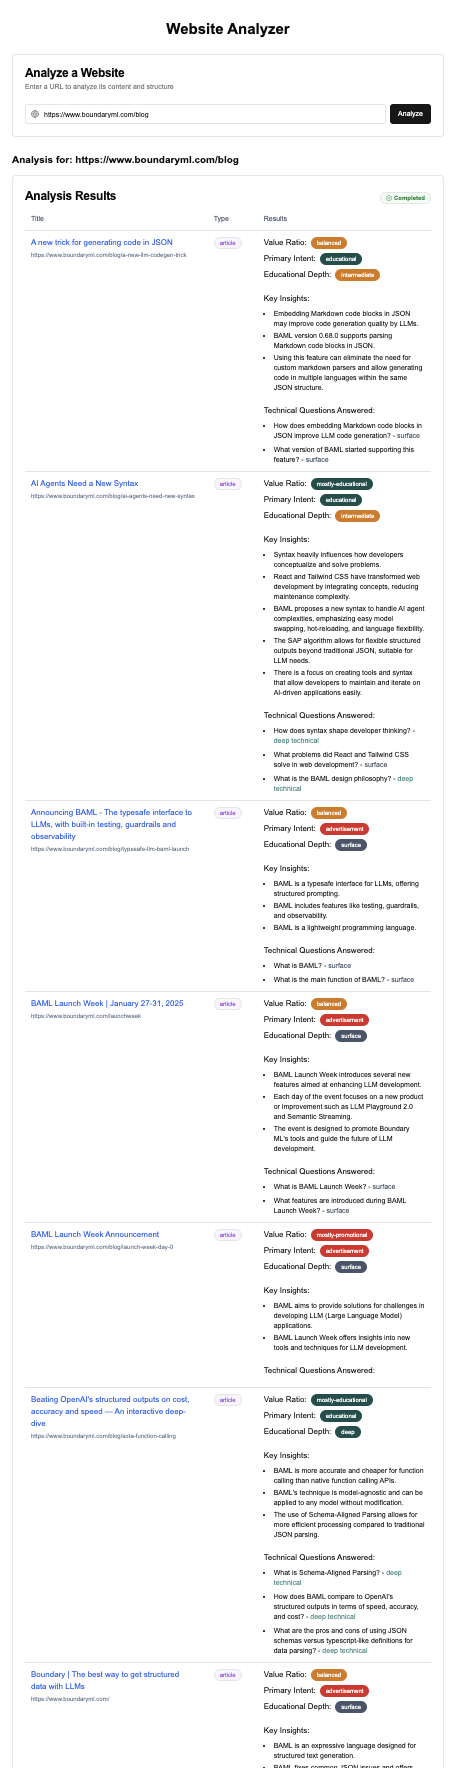 Website Analyzer
Analyze a Website
Enter a URL to analyze its content and structure
https://www.boundaryml.com/blog
Analyze
Analysis for: https://www.boundaryml.com/blog
Analysis Results
Completed
Title Type Results
A new trick for generating code in JSON
https://www.boundaryml.com/blog/a-new-llm-codegen-trick
article
Value Ratio: balanced
Primary Intent: educational
Educational Depth: intermediate
Key Insights:
• Embedding Markdown code blocks in JSON
may improve code generation quality by LLMs.
• BAML version 0.68.0 supports parsing
Markdown code blocks in JSON.
• Using this feature can eliminate the need for
custom markdown parsers and allow generating
code in multiple languages within the same
JSON structure.
Technical Questions Answered:
• How does embedding Markdown code blocks in
JSON improve LLM code generation? - surface
• What version of BAML started supporting this
feature? - surface
AI Agents Need a New Syntax
https://www.boundaryml.com/blog/ai-agents-need-new-syntax
article
Value Ratio: mostly-educational
Primary Intent: educational
Educational Depth: intermediate
Key Insights:
• Syntax heavily influences how developers
conceptualize and solve problems.
• React and Tailwind CSS have transformed web
development by integrating concepts, reducing
maintenance complexity.
• BAML proposes a new syntax to handle AI agent
complexities, emphasizing easy model
swapping, hot-reloading, and language flexibility.
• The SAP algorithm allows for flexible structured
outputs beyond traditional JSON, suitable for
LLM needs.
• There is a focus on creating tools and syntax
that allow developers to maintain and iterate on
AI-driven applications easily.
Technical Questions Answered:
• How does syntax shape developer thinking? -
deep technical
• What problems did React and Tailwind CSS
solve in web development? - surface
• What is the BAML design philosophy? - deep
technical
Announcing BAML - The typesafe interface to
LLMs, with built-in testing, guardrails and
observability
https://www.boundaryml.com/blog/typesafe-llm-baml-launch
article
Value Ratio: balanced
Primary Intent: advertisement
Educational Depth: surface
Key Insights:
• BAML is a typesafe interface for LLMs, offering
structured prompting.
• BAML includes features like testing, guardrails,
and observability.
• BAML is a lightweight programming language.
Technical Questions Answered:
• What is BAML? - surface
• What is the main function of BAML? - surface
BAML Launch Week | January 27-31, 2025
https://www.boundaryml.com/launchweek
article
Value Ratio: balanced
Primary Intent: advertisement
Educational Depth: surface
Key Insights:
• BAML Launch Week introduces several new
features aimed at enhancing LLM development.
• Each day of the event focuses on a new product
or improvement such as LLM Playground 2.0
and Semantic Streaming.
• The event is designed to promote Boundary
ML's tools and guide the future of LLM
development.
Technical Questions Answered:
• What is BAML Launch Week? - surface
• What features are introduced during BAML
Launch Week? - surface
BAML Launch Week Announcement
https://www.boundaryml.com/blog/launch-week-day-0
article
Value Ratio: mostly-promotional
Primary Intent: advertisement
Educational Depth: surface
Key Insights:
• BAML aims to provide solutions for challenges in
developing LLM (Large Language Model)
applications.
• BAML Launch Week offers insights into new
tools and techniques for LLM development.
Technical Questions Answered:
Beating OpenAI's structured outputs on cost,
accuracy and speed — An interactive deep-
dive
https://www.boundaryml.com/blog/sota-function-calling
article
Value Ratio: mostly-educational
Primary Intent: educational
Educational Depth: deep
Key Insights:
• BAML is more accurate and cheaper for function
calling than native function calling APIs.
• BAML's technique is model-agnostic and can be
applied to any model without modification.
• The use of Schema-Aligned Parsing allows for
more efficient processing compared to traditional
JSON parsing.
Technical Questions Answered:
• What is Schema-Aligned Parsing? - deep
technical
• How does BAML compare to OpenAI's
structured outputs in terms of speed, accuracy,
and cost? - deep technical
• What are the pros and cons of using JSON
schemas versus typescript-like definitions for
data parsing? - deep technical
Boundary | The best way to get structured
data with LLMs
https://www.boundaryml.com/
article
Value Ratio: balanced
Primary Intent: advertisement
Educational Depth: surface
Key Insights:
• BAML is an expressive language designed for
structured text generation.
• BAML fixes common JSON issues and offers